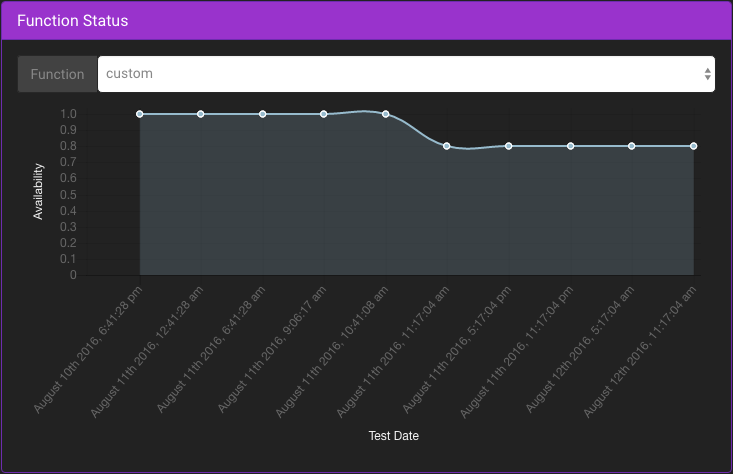 Function Status
Function
custom
1.0
0.9
0.8
0.7
0.6
0.5
0.4
0.3
0.2
0.1
0
Availability
August 10th 2016, 6:41:28 pm
August 11th 2016, 12:41:28 am
August 11th 2016, 6:41:28 am
August 11th 2016, 9:06:17 am
August 11th 2016, 10:41:08 am
August 11th 2016, 11:17:04 am
August 11th 2016, 5:17:04 pm
August 11th 2016, 11:17:04 pm
August 12th 2016, 5:17:04 am
August 12th 2016, 11:17:04 am
Test Date